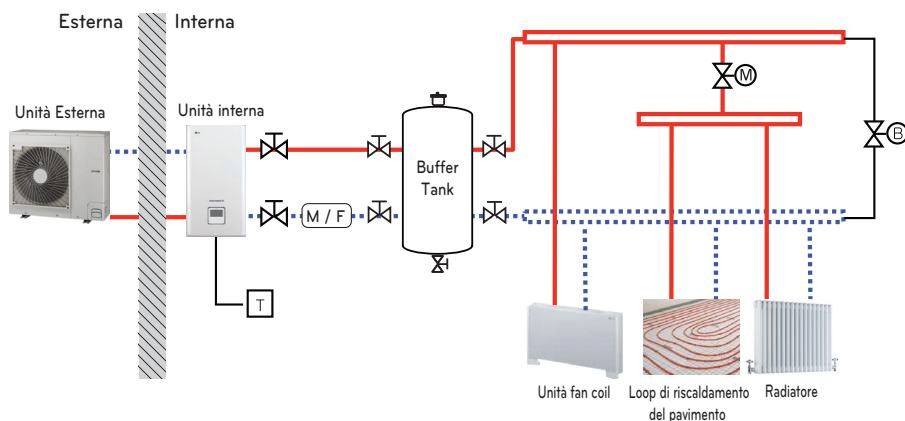 Esterna
Interna
Unità Esterna
Unità interna
Buffer
Tank
M
B
M / F
T
Unità fan coil
Loop di riscaldamento
del pavimento
Radiatore